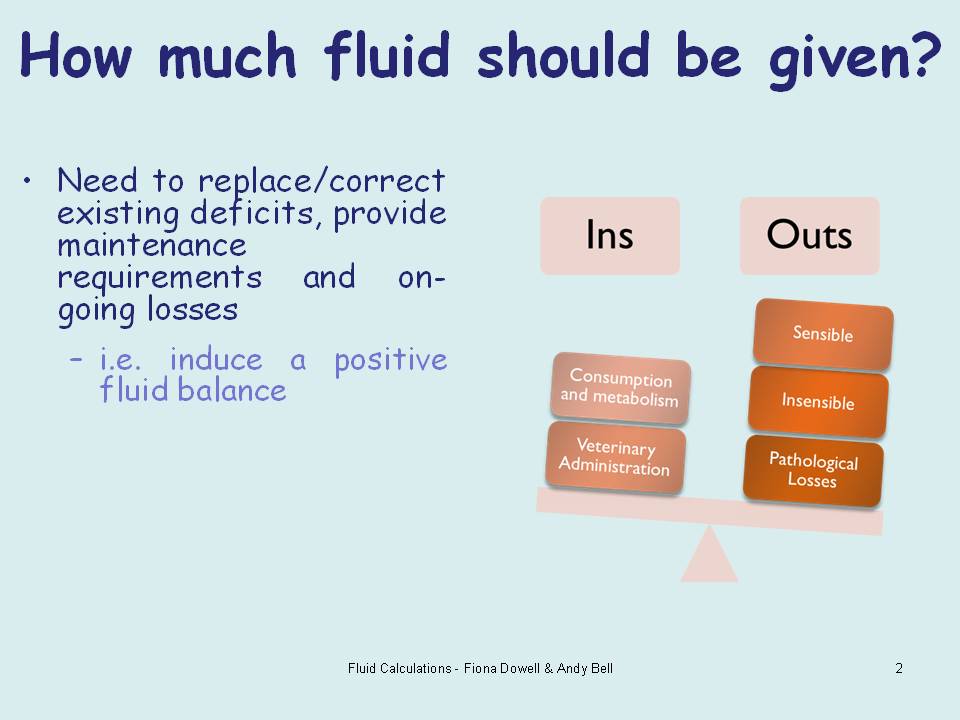 How much fluid should be given?
• Need to replace/correct
existing deficits, provide
maintenance
requirements and on-
going losses
– i.e. induce a positive
fluid balance
Ins
Outs
Sensible
Consumption
and metabolism
Insensible
Veterinary
Administration
Pathological
Losses
Fluid Calculations - Fiona Dowell & Andy Bell
2